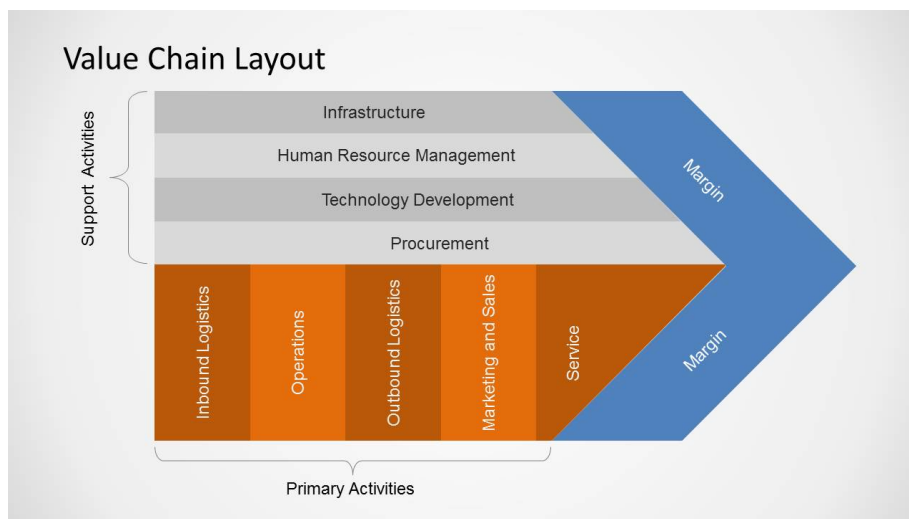 Value Chain Layout
Support Activities
Infrastructure
Human Resource Management
Technology Development
Procurement
Margin
Inbound Logistics
Operations
Outbound Logistics
Marketing and Sales
Service
Margin
Primary Activities